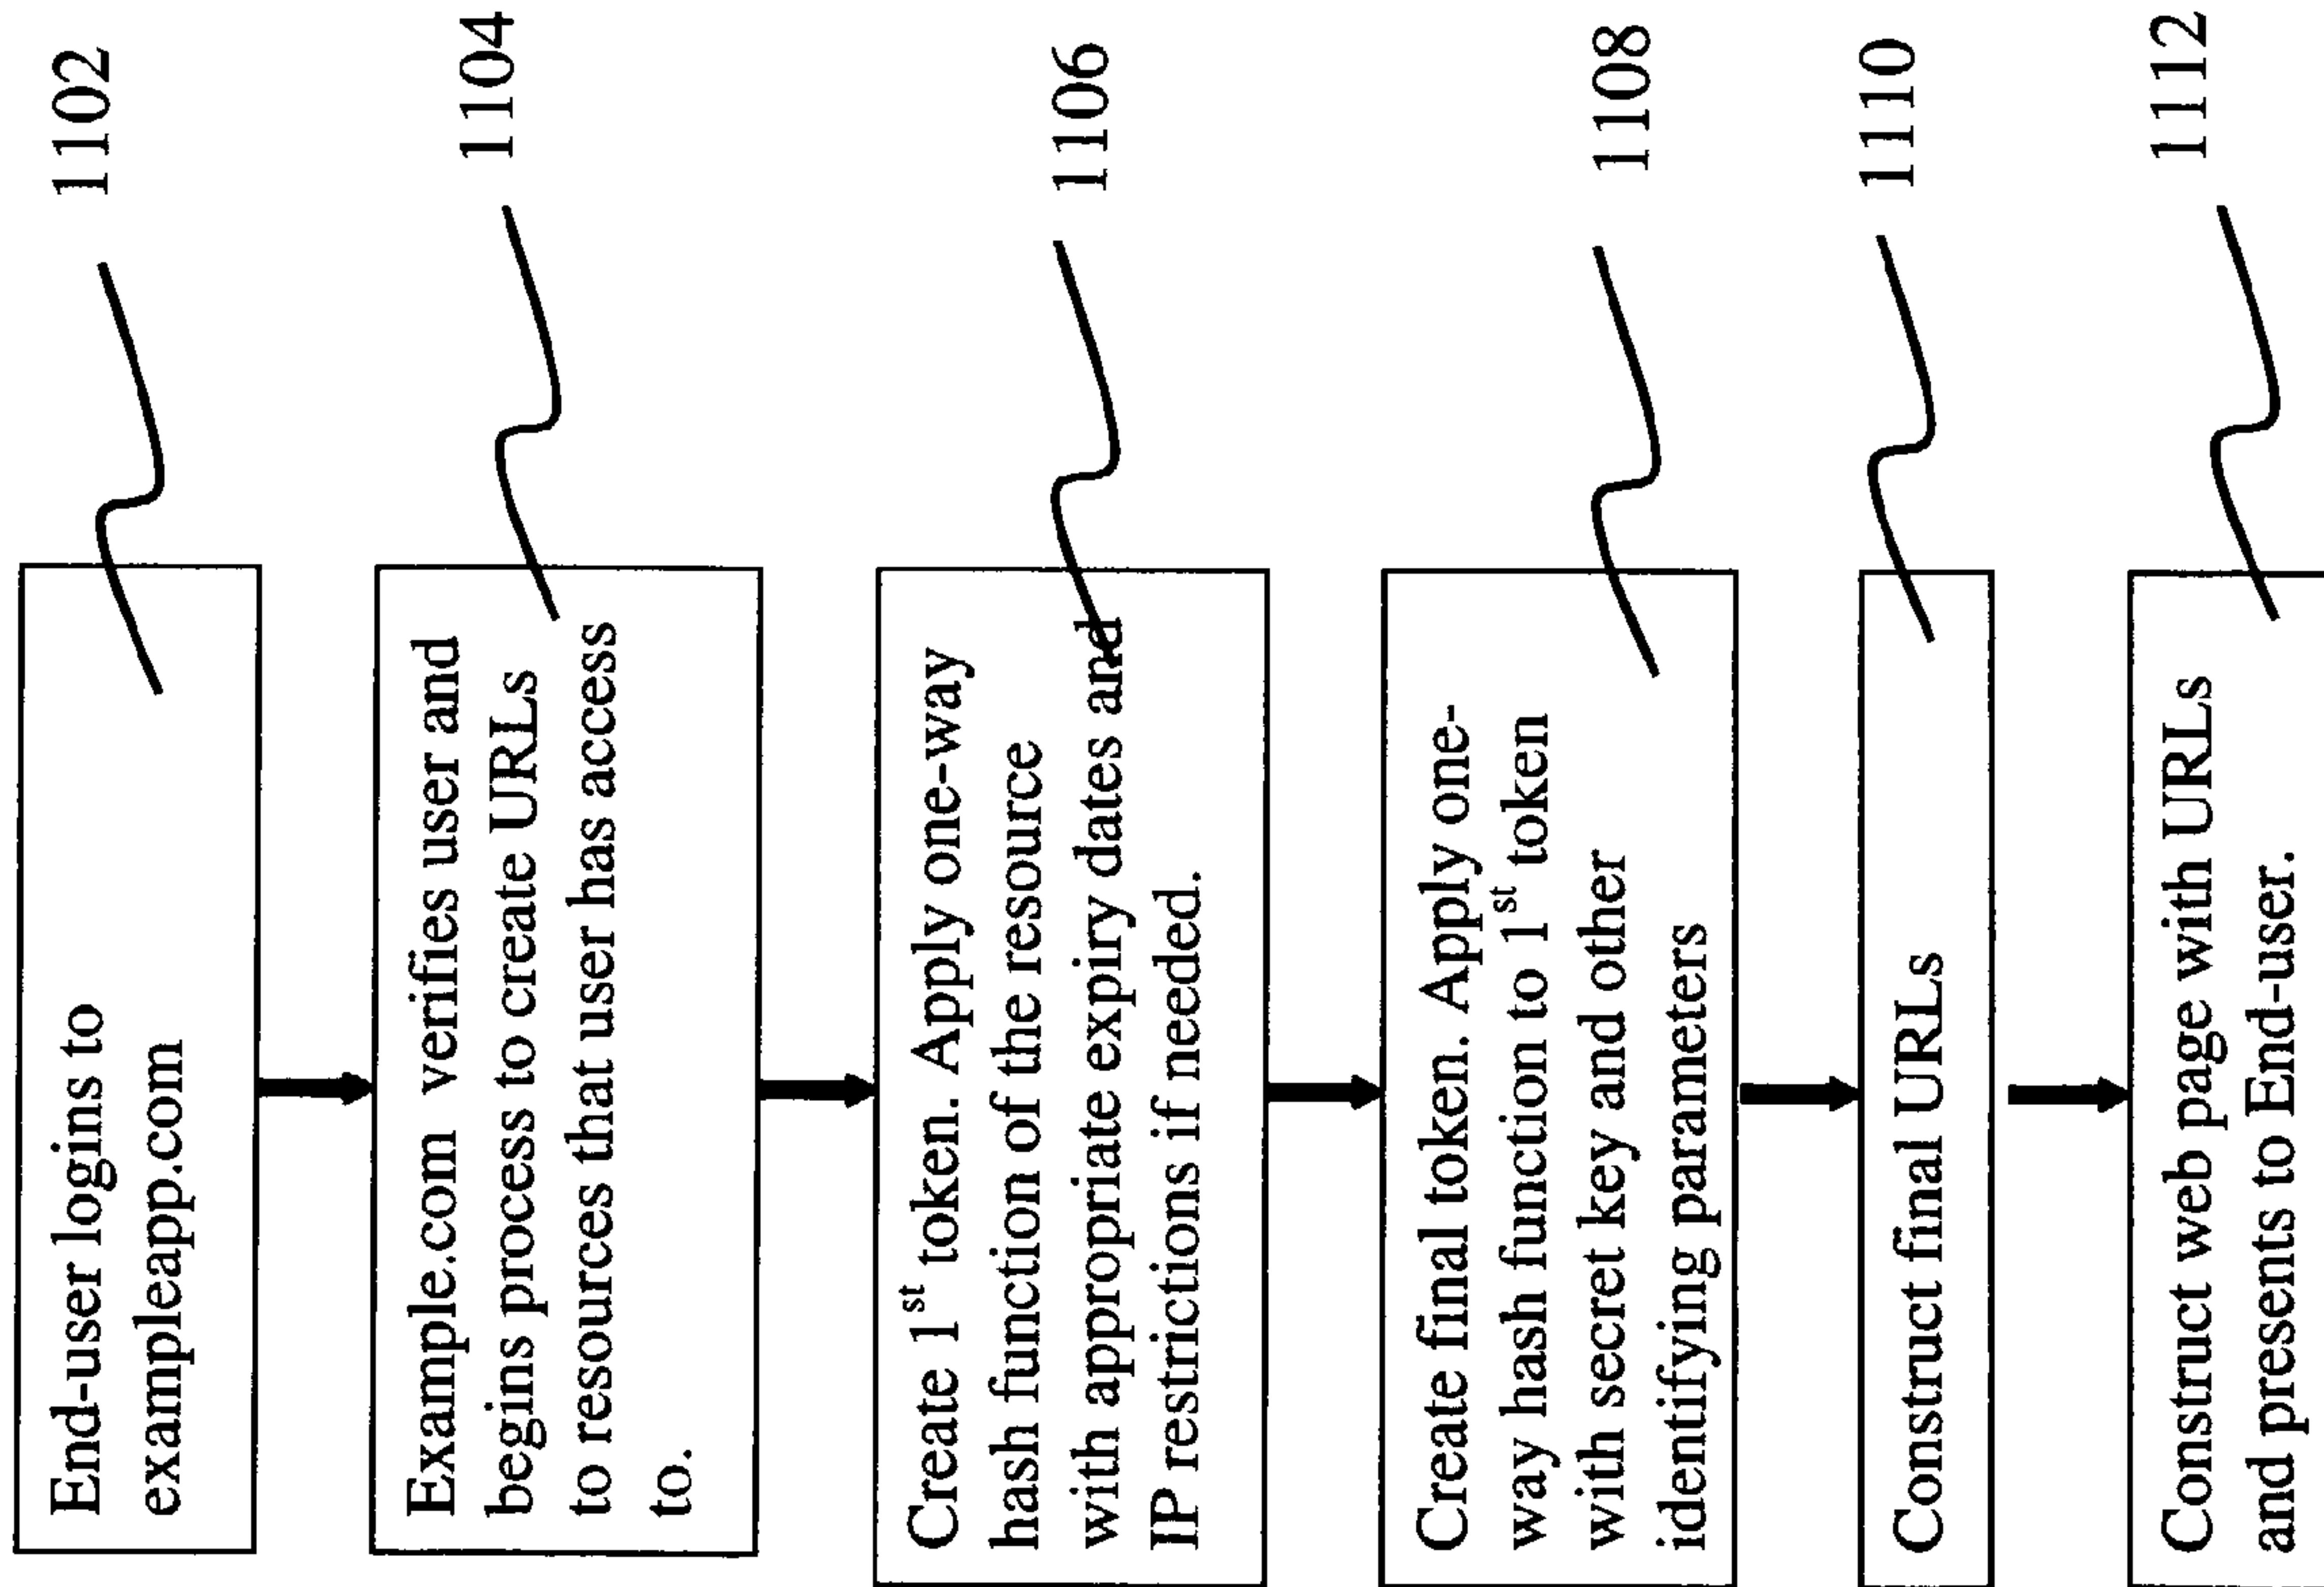 End-user logins to
exampleapp.com
1102
Example.com verifies user and
begins process to create URLs
to resources that user has access
to.
1104
Create 1st token. Apply one-way
hash function of the resource
with appropriate expiry dates and
IP restrictions if needed.
1106
Create final token. Apply one-
way hash function to 1st token
with secret key and other
identifying parameters
1108
Construct final URLs
1110
Construct web page with URLs
and presents to End-user.
1112